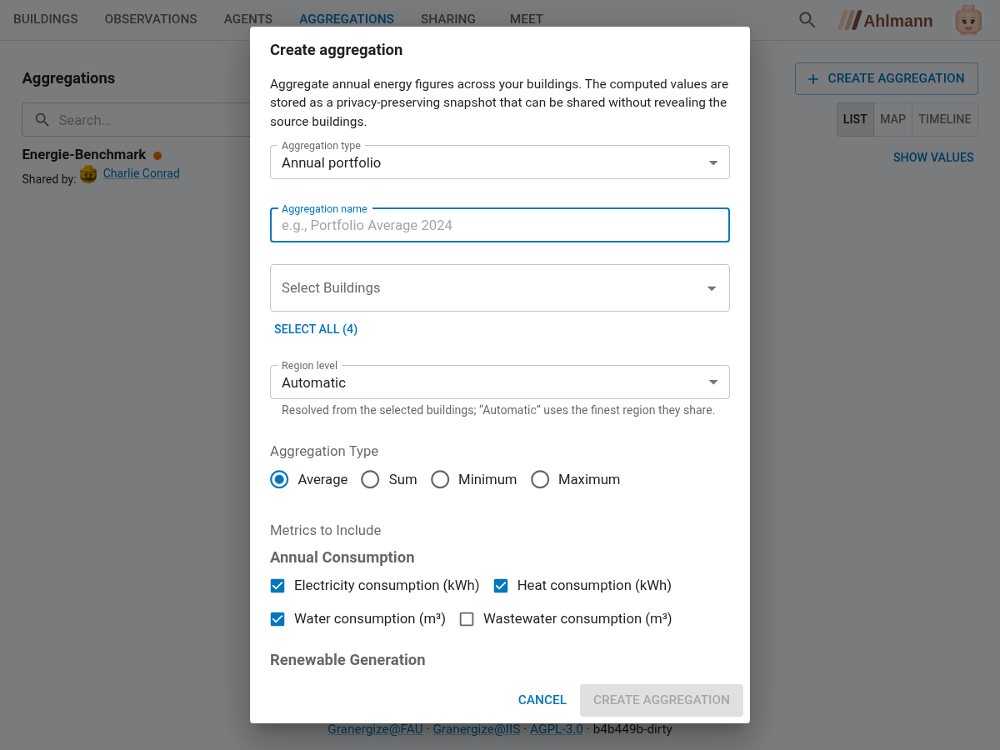 BUILDINGS OBSERVATIONS AGENTS AGGREGATIONS SHARING MEET Ahlmann
Create aggregation
Aggregations
CREATE AGGREGATION
Aggregate annual energy figures across your buildings. The computed values are
stored as a privacy-preserving snapshot that can be shared without revealing the
source buildings.
Search...
LIST MAP TIMELINE
Aggregation type
Annual portfolio
Energie-Benchmark
SHOW VALUES
Shared by: Charlie Conrad
Aggregation name
e.g., Portfolio Average 2024
Select Buildings
SELECT ALL (4)
Region level
Automatic
Resolved from the selected buildings; “Automatic” uses the finest region they share.
Aggregation Type
Average Sum Minimum Maximum
Metrics to Include
Annual Consumption
Electricity consumption (kWh) Heat consumption (kWh)
Water consumption (m³) Wastewater consumption (m³)
Renewable Generation
CANCEL CREATE AGGREGATION
Granergize@FAU · Granergize@IIS · AGPL-3.0 · b4b449b-dirty